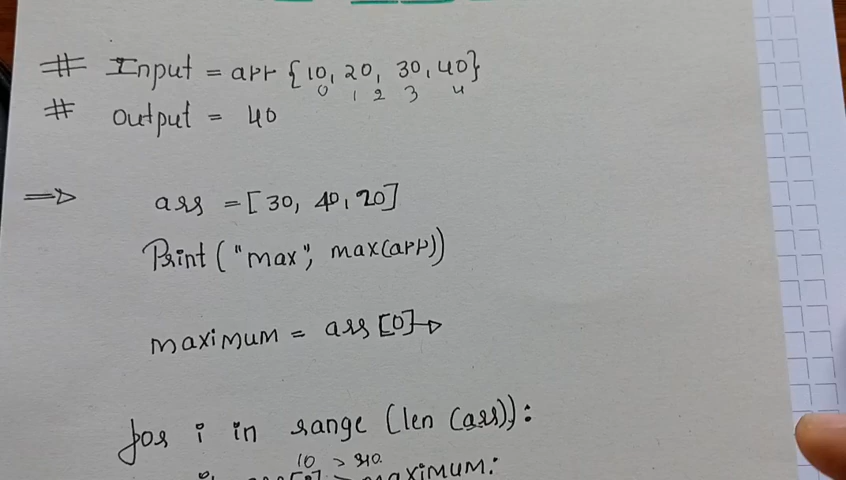 # Input = arr {10, 20, 30, 40}
0 1 2 3 4
# output = 40
⇒ arr = [30, 40, 20]
Print ("max", max(arr))
maximum = arr [0]→
for i in range (len (arr)):
10 > 
maximum: